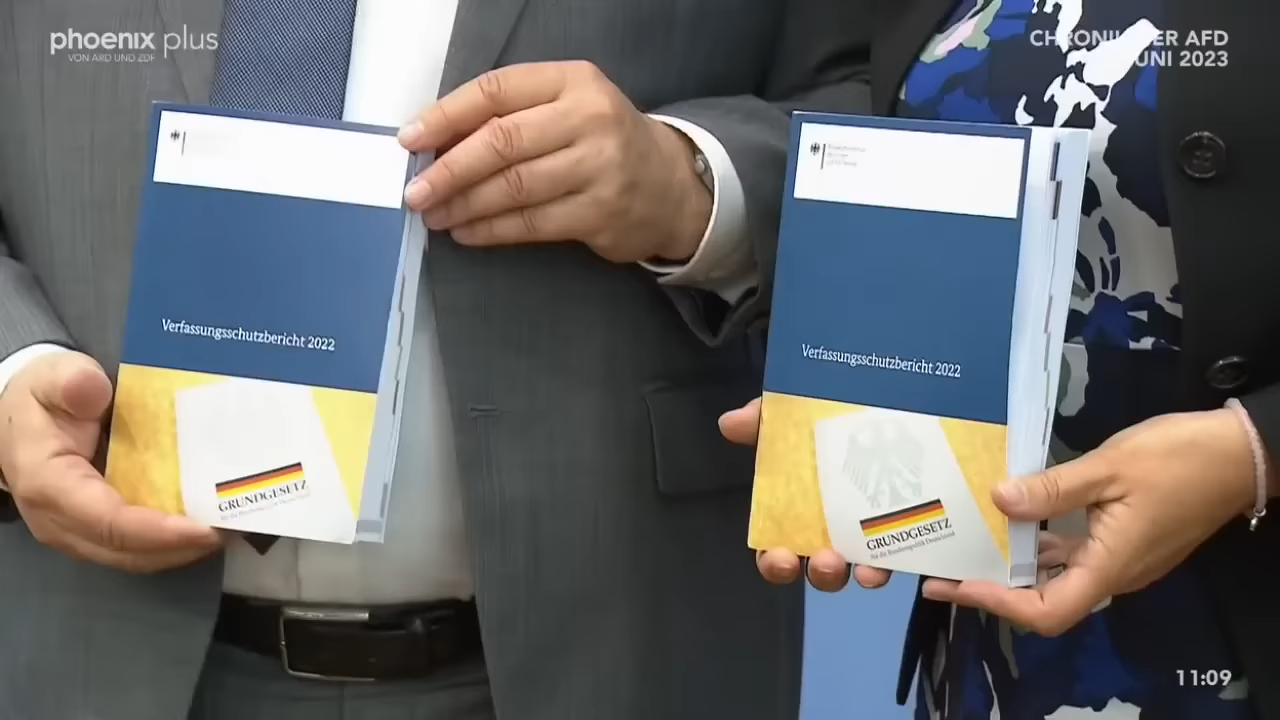 phoenix plus
VON ARD UND ZDF
CHRONIK DER AFD
JUNI 2023
Verfassungsschutzbericht 2022
GRUNDGESETZ
Verfassungsschutzbericht 2022
GRUNDGESETZ
für die Bundesrepublik Deutschland
11:09